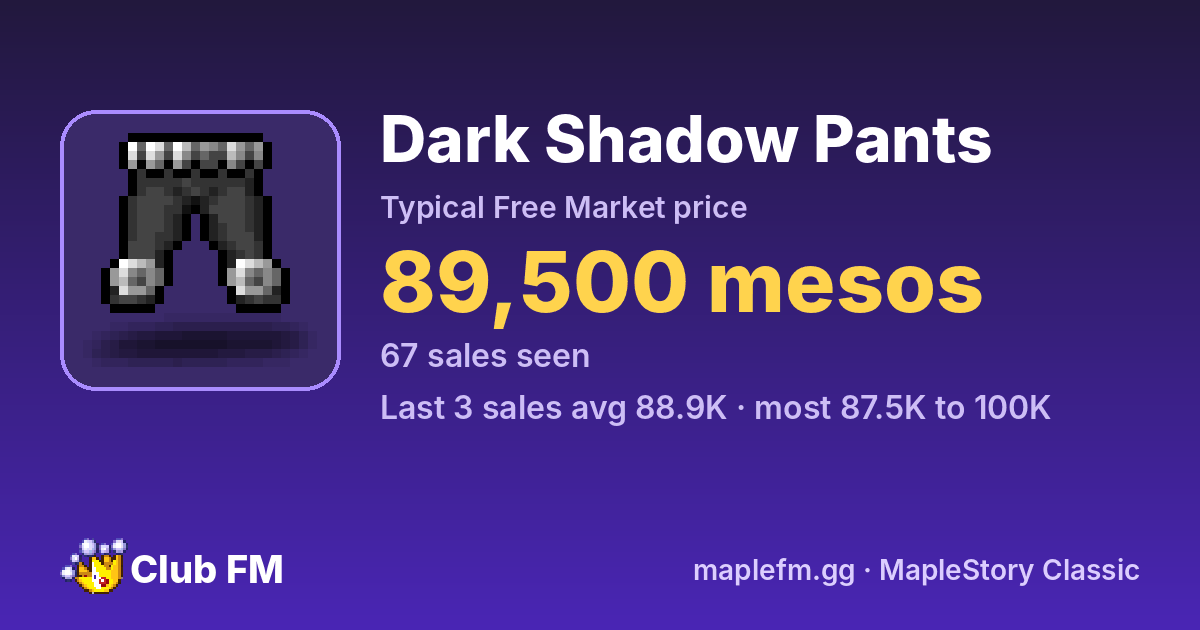 Dark Shadow Pants
Typical Free Market price
89,500 mesos
67 sales seen
Last 3 sales avg 88.9K · most 87.5K to 100K
Club FM
maplefm.gg · MapleStory Classic